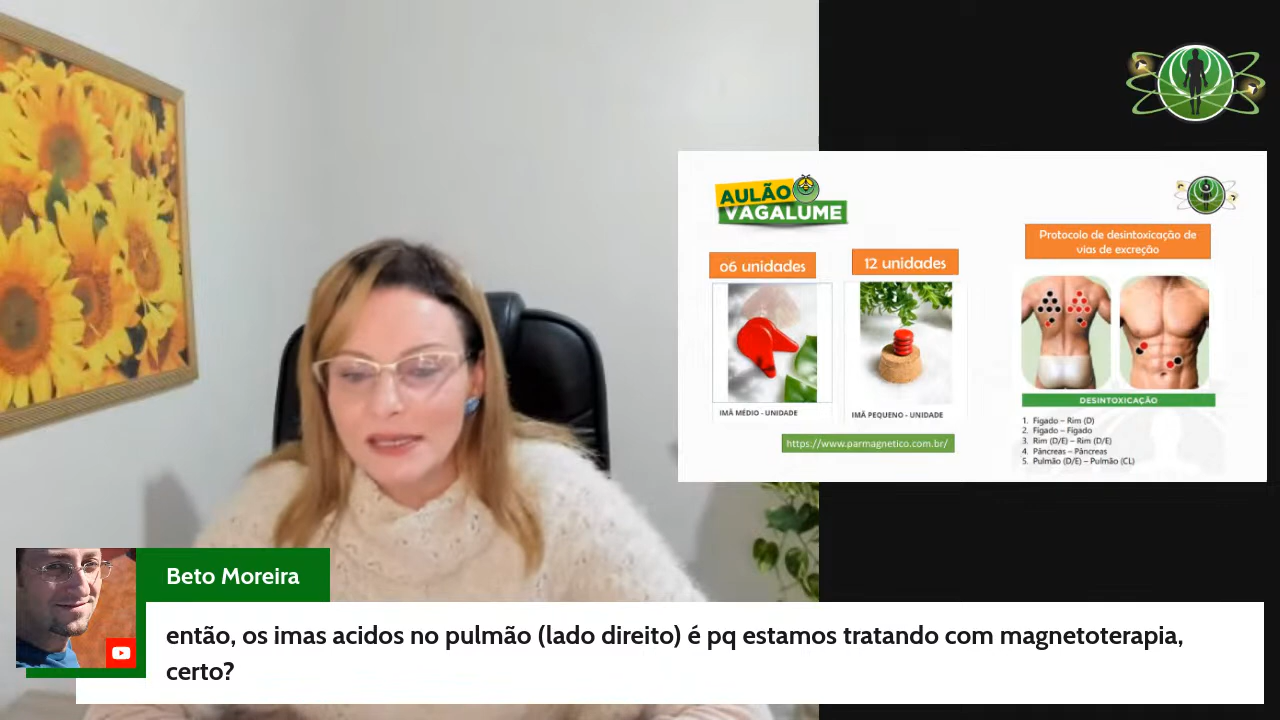 AULÃO
VAGALUME
06 unidades
12 unidades
IMÃ MÉDIO - UNIDADE
IMÃ PEQUENO - UNIDADE
https://www.parmagnetico.com.br/
Protocolo de desintoxicação de
vias de excreção
DESINTOXICAÇÃO
1. Fígado – Rim (D)
2. Fígado – Fígado
3. Rim (D/E) – Rim (D/E)
4. Pâncreas – Pâncreas
5. Pulmão (D/E) – Pulmão (CL)
Beto Moreira
então, os imas acidos no pulmão (lado direito) é pq estamos tratando com magnetoterapia,
certo?